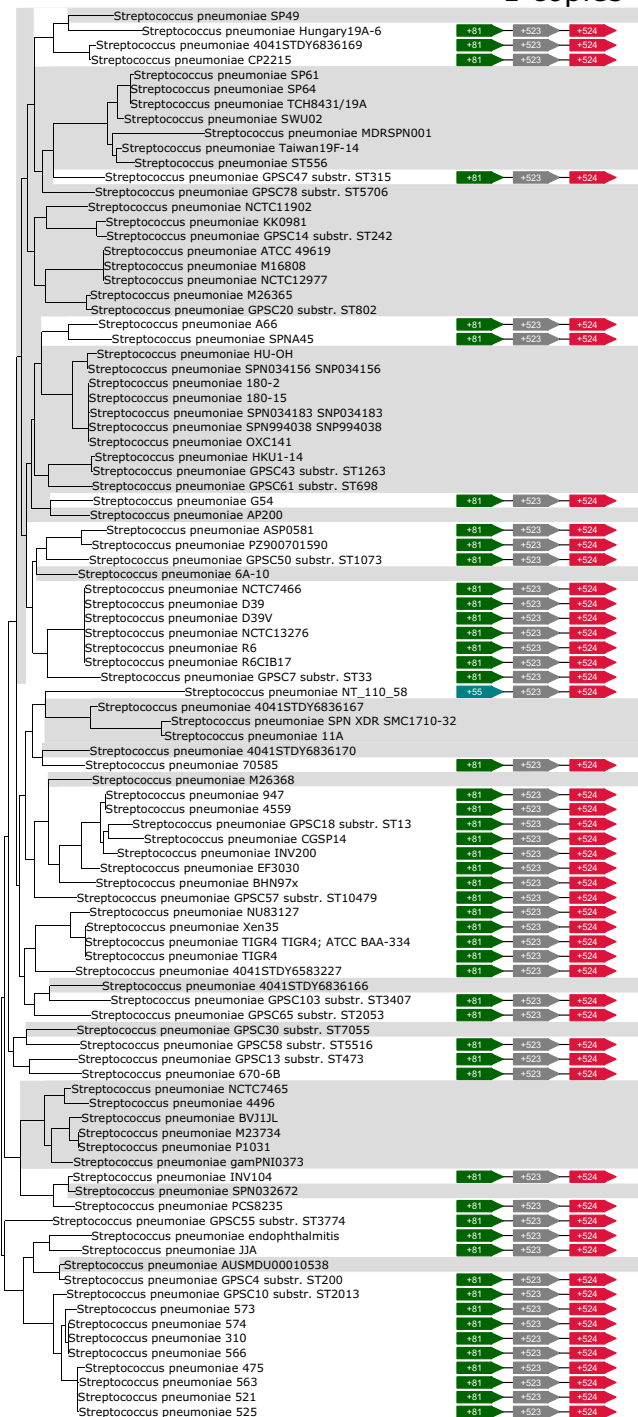 Streptococcus pneumoniae SP49
Streptococcus pneumoniae Hungary19A-6 +81 +523 +524
Streptococcus pneumoniae 4041STDY6836169 +81 +523 +524
Streptococcus pneumoniae CP2215 +81 +523 +524
Streptococcus pneumoniae SP61
Streptococcus pneumoniae SP64
Streptococcus pneumoniae TCH8431/19A
Streptococcus pneumoniae SWU02
Streptococcus pneumoniae MDRSPN001
Streptococcus pneumoniae Taiwan19F-14
Streptococcus pneumoniae ST556
Streptococcus pneumoniae GPSC47 substr. ST315 +81 +523 +524
Streptococcus pneumoniae GPSC78 substr. ST5706
Streptococcus pneumoniae NCTC11902
Streptococcus pneumoniae KK0981
Streptococcus pneumoniae GPSC14 substr. ST242
Streptococcus pneumoniae ATCC 49619
Streptococcus pneumoniae M16808
Streptococcus pneumoniae NCTC12977
Streptococcus pneumoniae M26365
Streptococcus pneumoniae GPSC20 substr. ST802
Streptococcus pneumoniae A66 +81 +523 +524
Streptococcus pneumoniae SPNA45 +81 +523 +524
Streptococcus pneumoniae HU-OH
Streptococcus pneumoniae SPN034156 SNP034156
Streptococcus pneumoniae 180-2
Streptococcus pneumoniae 180-15
Streptococcus pneumoniae SPN034183 SNP034183
Streptococcus pneumoniae SPN994038 SNP994038
Streptococcus pneumoniae OXC141
Streptococcus pneumoniae HKU1-14
Streptococcus pneumoniae GPSC43 substr. ST1263
Streptococcus pneumoniae GPSC61 substr. ST698
Streptococcus pneumoniae G54 +81 +523 +524
Streptococcus pneumoniae AP200
Streptococcus pneumoniae ASP0581 +81 +523 +524
Streptococcus pneumoniae PZ900701590 +81 +523 +524
Streptococcus pneumoniae GPSC50 substr. ST1073 +81 +523 +524
Streptococcus pneumoniae 6A-10
Streptococcus pneumoniae NCTC7466 +81 +523 +524
Streptococcus pneumoniae D39 +81 +523 +524
Streptococcus pneumoniae D39V +81 +523 +524
Streptococcus pneumoniae NCTC13276 +81 +523 +524
Streptococcus pneumoniae R6 +81 +523 +524
Streptococcus pneumoniae R6CIB17 +81 +523 +524
Streptococcus pneumoniae GPSC7 substr. ST33 +81 +523 +524
Streptococcus pneumoniae NT_110_58 +55 +523 +524
Streptococcus pneumoniae 4041STDY6836167
Streptococcus pneumoniae SPN XDR SMC1710-32
Streptococcus pneumoniae 11A
Streptococcus pneumoniae 4041STDY6836170
Streptococcus pneumoniae 70585 +81 +523 +524
Streptococcus pneumoniae M26368
Streptococcus pneumoniae 947 +81 +523 +524
Streptococcus pneumoniae 4559 +81 +523 +524
Streptococcus pneumoniae GPSC18 substr. ST13 +81 +523 +524
Streptococcus pneumoniae CGSP14 +81 +523 +524
Streptococcus pneumoniae INV200 +81 +523 +524
Streptococcus pneumoniae EF3030 +81 +523 +524
Streptococcus pneumoniae BHN97x +81 +523 +524
Streptococcus pneumoniae GPSC57 substr. ST10479 +81 +523 +524
Streptococcus pneumoniae NU83127 +81 +523 +524
Streptococcus pneumoniae Xen35 +81 +523 +524
Streptococcus pneumoniae TIGR4 TIGR4; ATCC BAA-334 +81 +523 +524
Streptococcus pneumoniae TIGR4 +81 +523 +524
Streptococcus pneumoniae 4041STDY6583227 +81 +523 +524
Streptococcus pneumoniae 4041STDY6836166
Streptococcus pneumoniae GPSC103 substr. ST3407 +81 +523 +524
Streptococcus pneumoniae GPSC65 substr. ST2053 +81 +523 +524
Streptococcus pneumoniae GPSC30 substr. ST7055
Streptococcus pneumoniae GPSC58 substr. ST5516 +81 +523 +524
Streptococcus pneumoniae GPSC13 substr. ST473 +81 +523 +524
Streptococcus pneumoniae 670-6B +81 +523 +524
Streptococcus pneumoniae NCTC7465
Streptococcus pneumoniae 4496
Streptococcus pneumoniae BVJ1JL
Streptococcus pneumoniae M23734
Streptococcus pneumoniae P1031
Streptococcus pneumoniae gamPNI0373
Streptococcus pneumoniae INV104 +81 +523 +524
Streptococcus pneumoniae SPN032672
Streptococcus pneumoniae PCS8235 +81 +523 +524
Streptococcus pneumoniae GPSC55 substr. ST3774 +81 +523 +524
Streptococcus pneumoniae endophthalmitis +81 +523 +524
Streptococcus pneumoniae JJA +81 +523 +524
Streptococcus pneumoniae AUSMDU00010538
Streptococcus pneumoniae GPSC4 substr. ST200 +81 +523 +524
Streptococcus pneumoniae GPSC10 substr. ST2013 +81 +523 +524
Streptococcus pneumoniae 573 +81 +523 +524
Streptococcus pneumoniae 574 +81 +523 +524
Streptococcus pneumoniae 310 +81 +523 +524
Streptococcus pneumoniae 566 +81 +523 +524
Streptococcus pneumoniae 475 +81 +523 +524
Streptococcus pneumoniae 563 +81 +523 +524
Streptococcus pneumoniae 521 +81 +523 +524
Streptococcus pneumoniae 525 +81 +523 +524